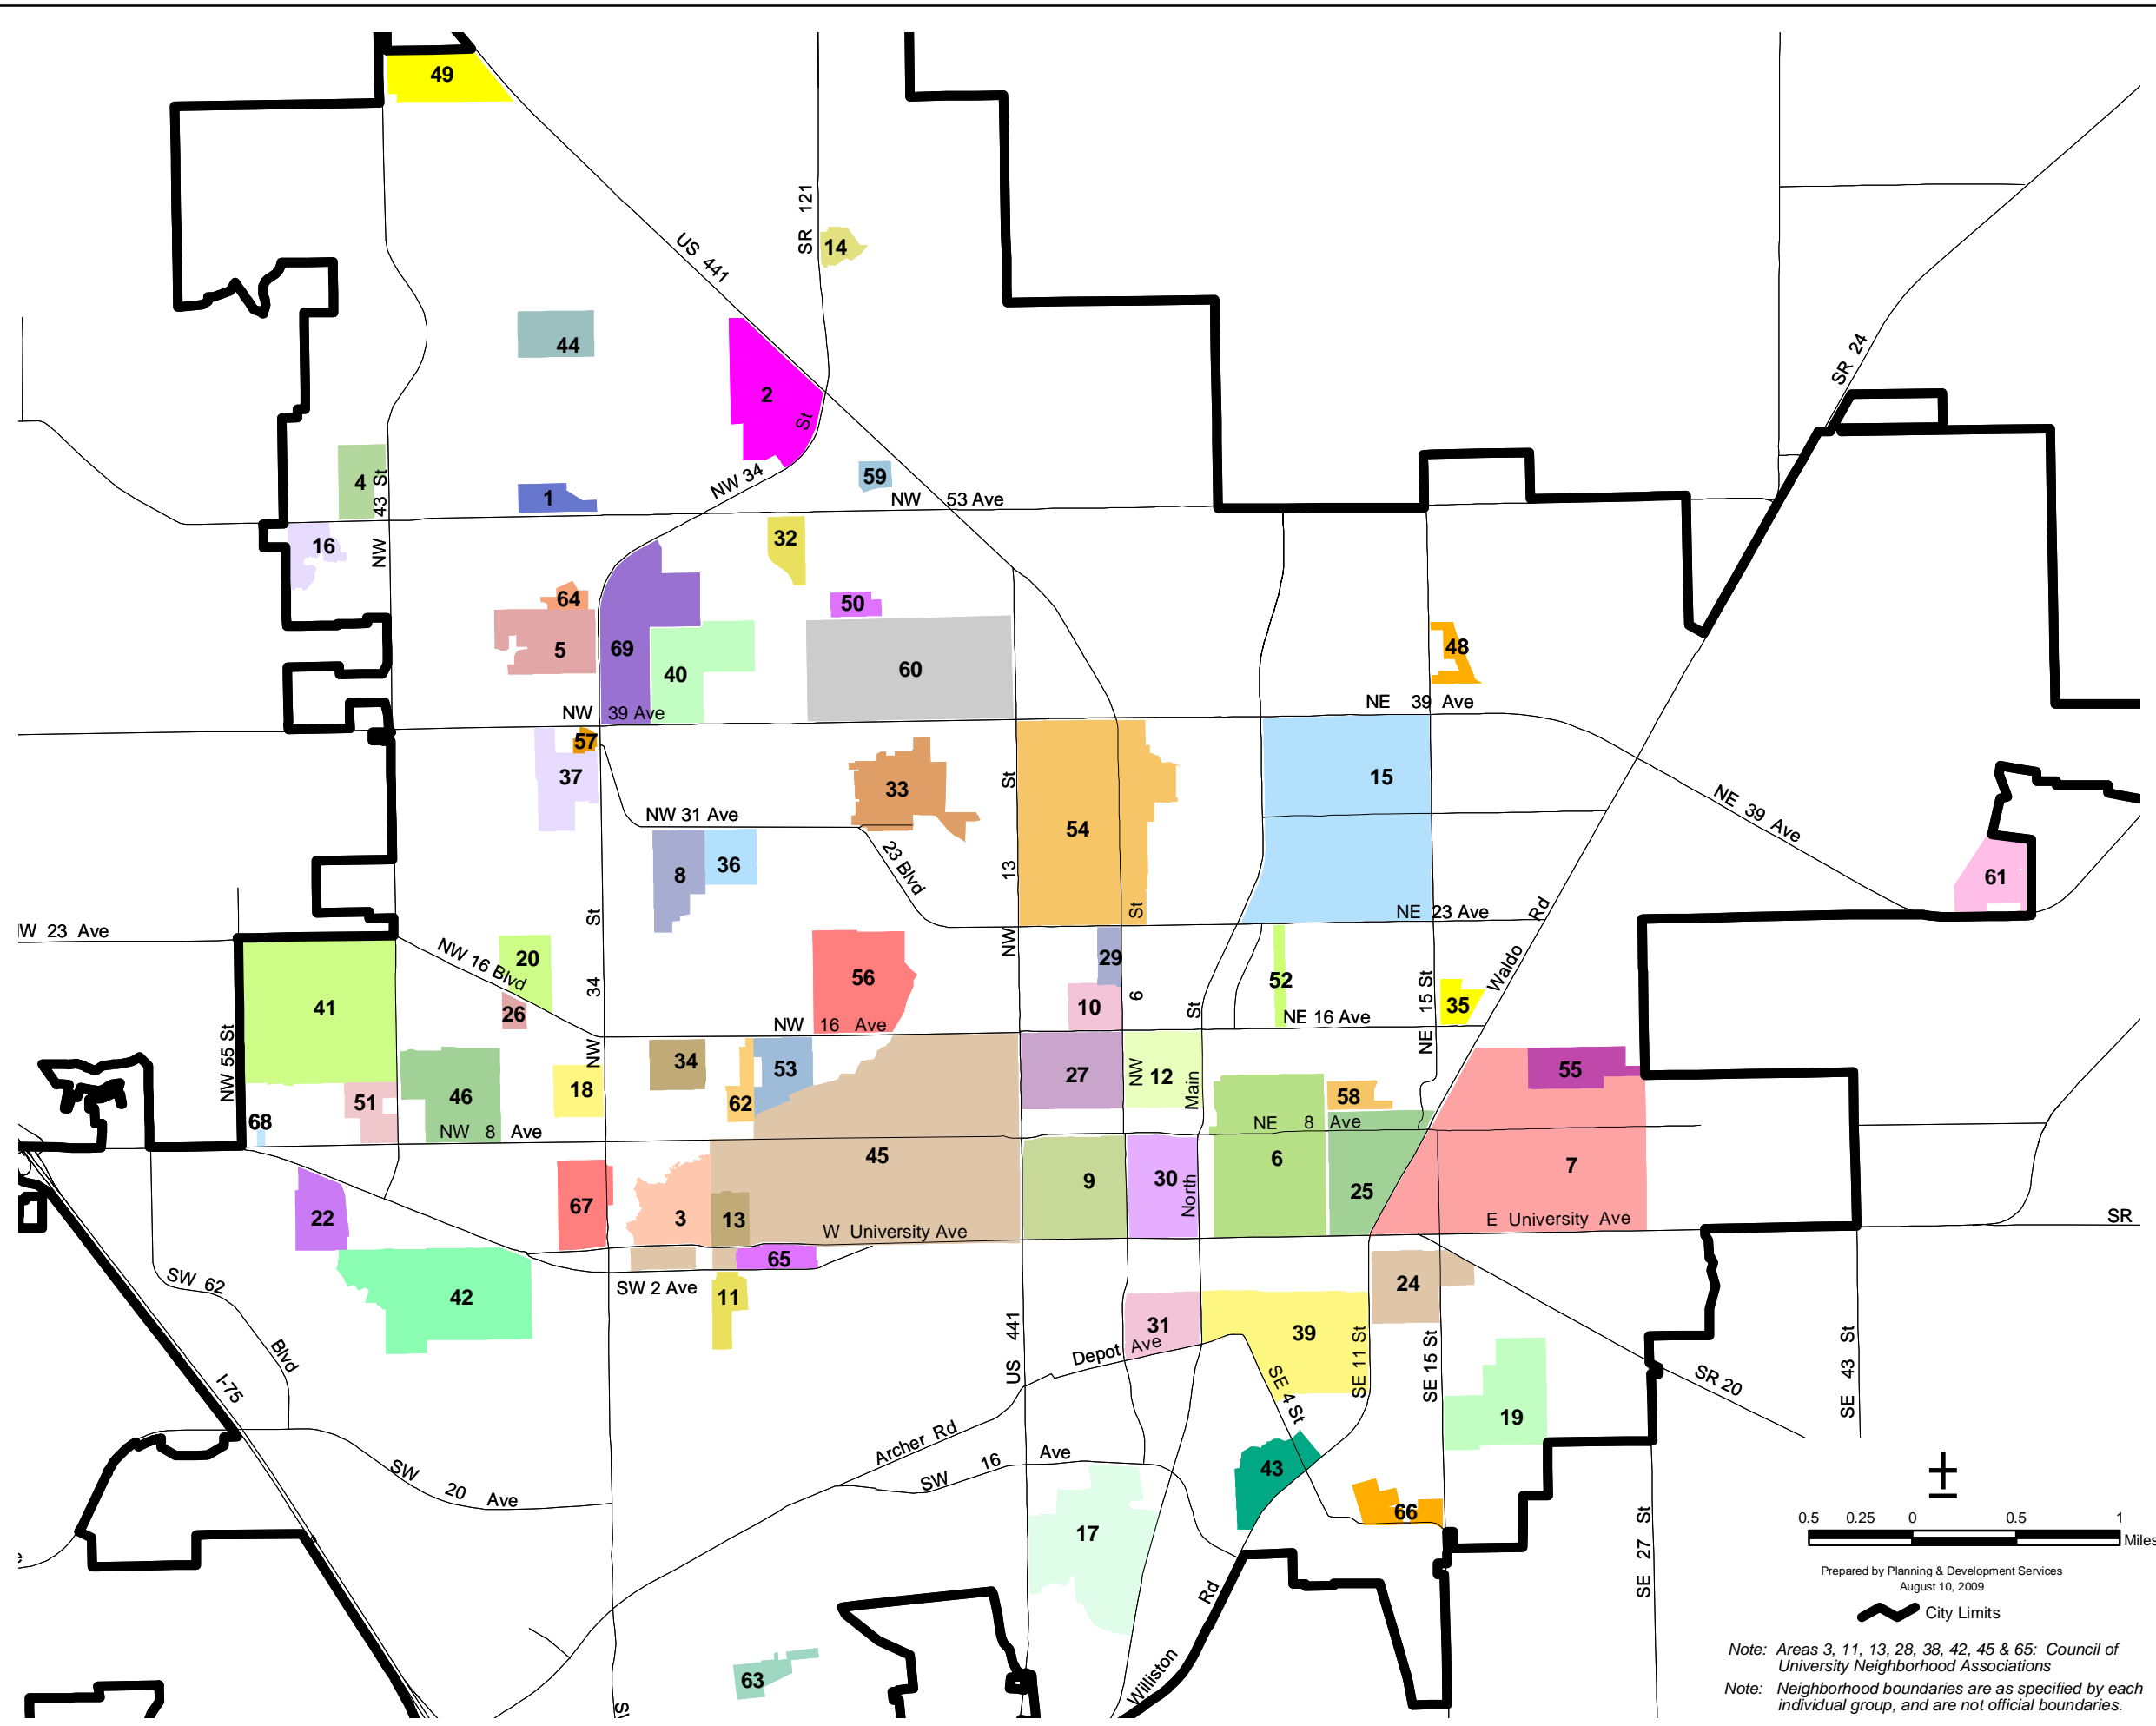 49
SR 121
14
US 441
44
2
St
SR 24
4
NW 43 St
1
NW 34
59
NW 53 Ave
16
32
64
50
5
69
40
60
48
NW 39 Ave
NE 39 Ave
57
37
33
15
NE 39 Ave
NW 31 Ave
54
8
36
23 Blvd
61
NW 13 St
St
NE 23 Ave
W 23 Ave
NW 16 Blvd
20
NW 34 St
56
29
52
Waldo Rd
41
26
10
6
NE 15 St
35
NW 16 Ave
NE 16 Ave
NW 55 St
34
53
27
NW
12
Main St
55
51
46
18
62
58
68
NW 8 Ave
NE 8 Ave
45
9
30
North
6
25
7
22
67
3
13
W University Ave
E University Ave
SR
65
SW 62 Blvd
42
SW 2 Ave
11
24
31
39
Depot Ave
US 441
SE 11 St
SE 15 St
SE 43 St
I-75
SE 4 St
SR 20
19
Archer Rd
SW 16 Ave
43
SW 20 Ave
66
17
SE 27 St
0.5 0.25 0 0.5 1
Miles
Prepared by Planning & Development Services
August 10, 2009
City Limits
Williston Rd
63
Note: Areas 3, 11, 13, 28, 38, 42, 45 & 65: Council of
University Neighborhood Associations
Note: Neighborhood boundaries are as specified by each
individual group, and are not official boundaries.